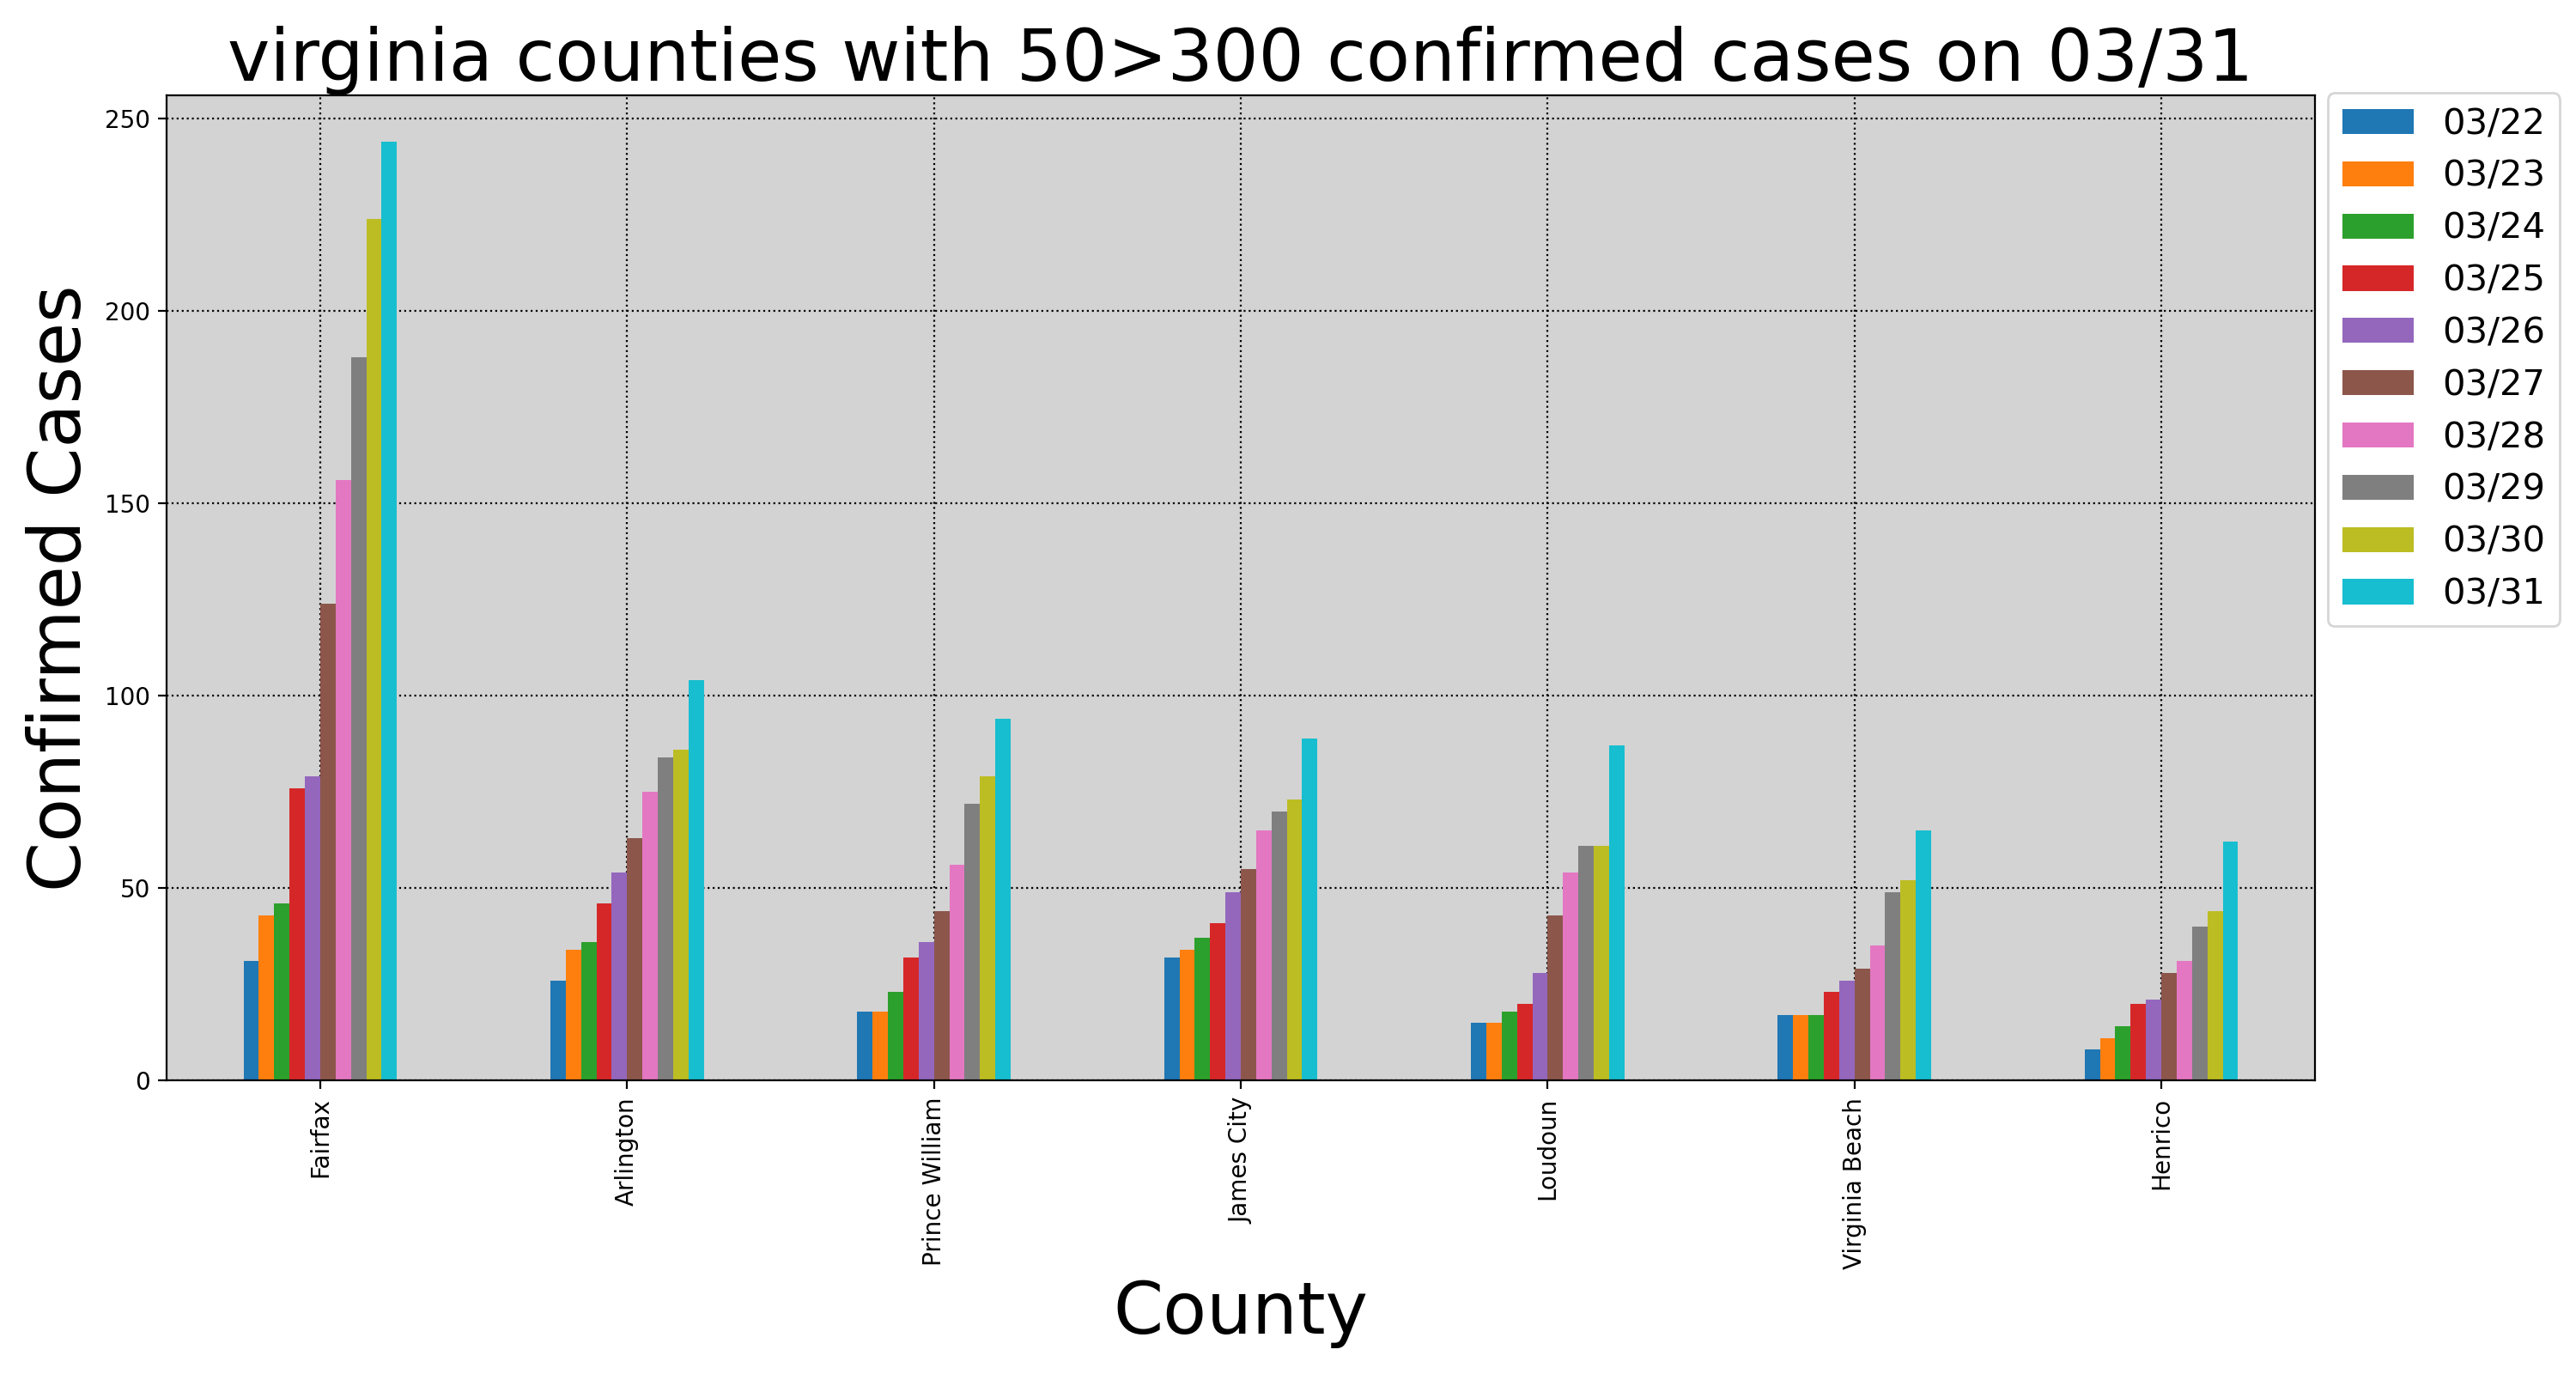 virginia counties with 50>300 confirmed cases on 03/31
Confirmed Cases
250
200
150
100
50
0
Fairfax
Arlington
Prince William
James City
Loudoun
Virginia Beach
Henrico
County
03/22
03/23
03/24
03/25
03/26
03/27
03/28
03/29
03/30
03/31